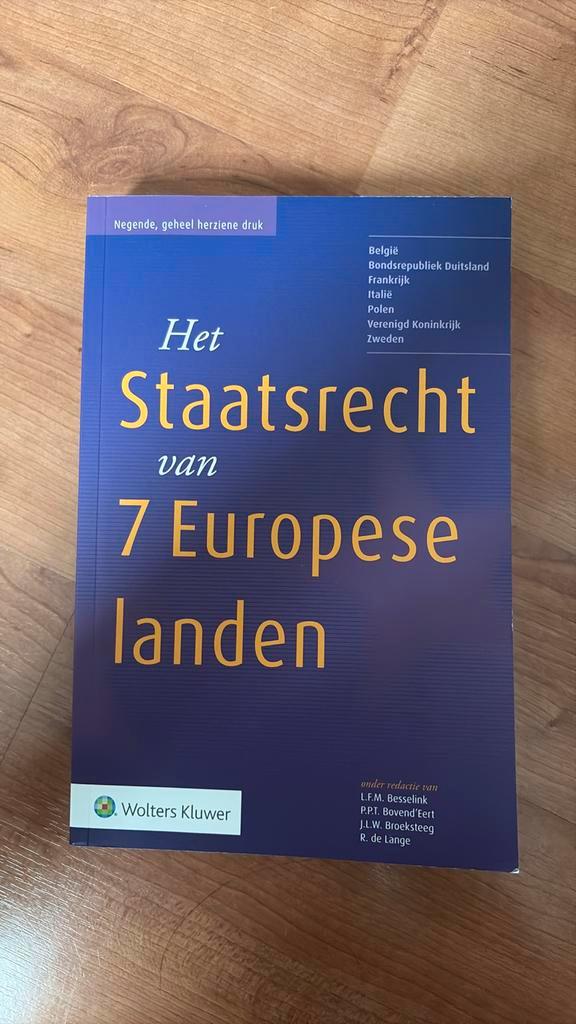 Negende, geheel herziene druk
België
Bondsrepubliek Duitsland
Frankrijk
Italië
Polen
Verenigd Koninkrijk
Zweden
Het
Staatsrecht
van
7 Europese
landen
onder redactie van
L.F.M. Besselink
P.P.T. Bovend'Eert
J.L.W. Broeksteeg
R. de Lange
Wolters Kluwer